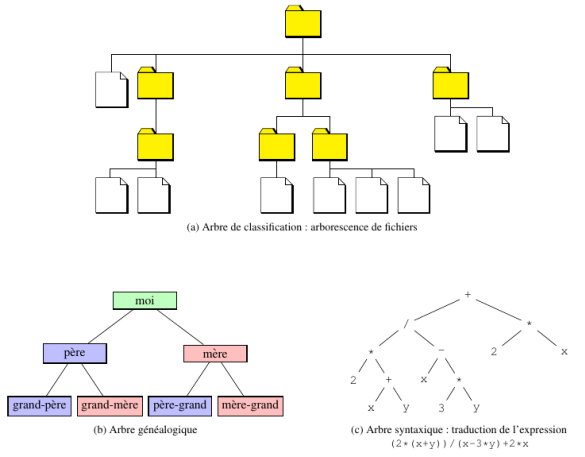 (a) Arbre de classification : arborescence de fichiers
moi
père
mère
grand-père
grand-mère
père-grand
mère-grand
(b) Arbre généalogique
+
/ *
* - 2 x
2 + x *
x y 3 y
(c) Arbre syntaxique : traduction de l'expression
(2*(x+y))/(x-3*y)+2*x